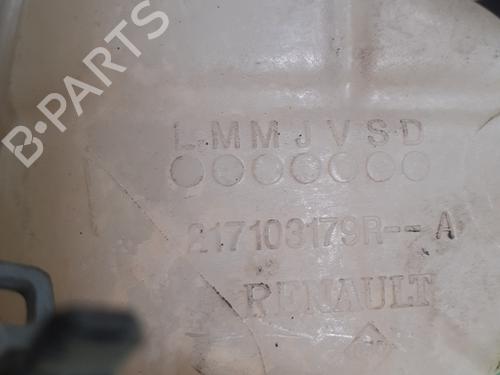 B-PARTS
L M M J V S D
217103179R-- A
RENAULT